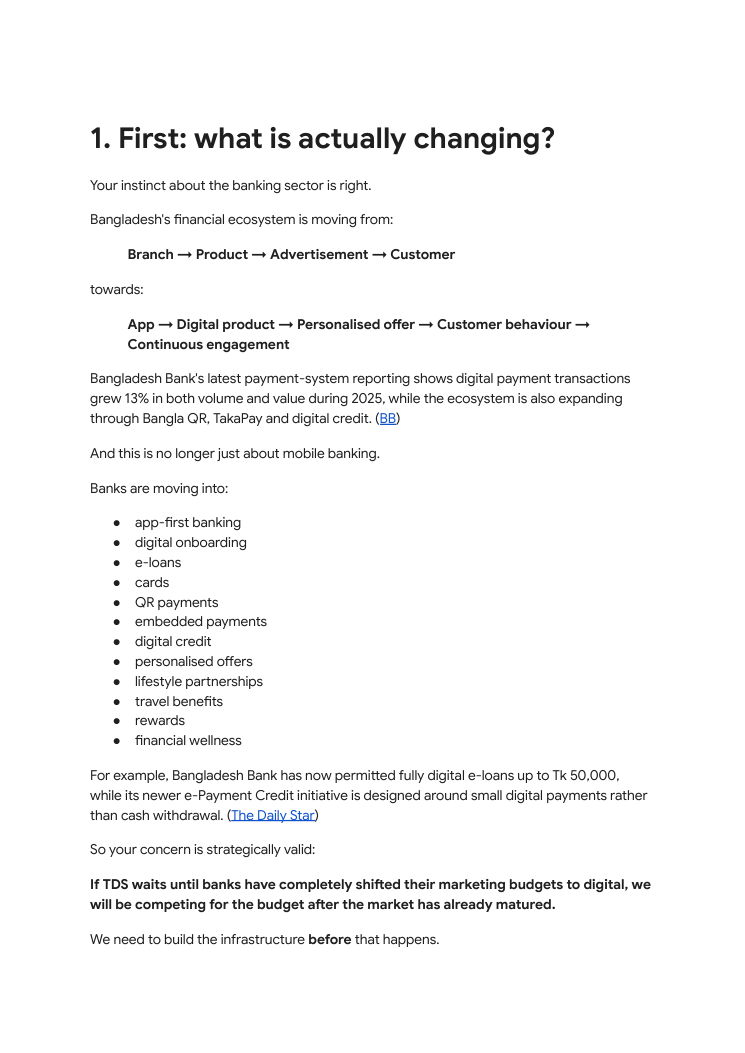 1. First: what is actually changing?
Your instinct about the banking sector is right.
Bangladesh's financial ecosystem is moving from:
Branch → Product → Advertisement → Customer
towards:
App → Digital product → Personalised offer → Customer behaviour →
Continuous engagement
Bangladesh Bank's latest payment-system reporting shows digital payment transactions
grew 13% in both volume and value during 2025, while the ecosystem is also expanding
through Bangla QR, TakaPay and digital credit. (BB)
And this is no longer just about mobile banking.
Banks are moving into:
● app-first banking
● digital onboarding
● e-loans
● cards
● QR payments
● embedded payments
● digital credit
● personalised offers
● lifestyle partnerships
● travel benefits
● rewards
● financial wellness
For example, Bangladesh Bank has now permitted fully digital e-loans up to Tk 50,000,
while its newer e-Payment Credit initiative is designed around small digital payments rather
than cash withdrawal. (The Daily Star)
So your concern is strategically valid:
If TDS waits until banks have completely shifted their marketing budgets to digital, we
will be competing for the budget after the market has already matured.
We need to build the infrastructure before that happens.